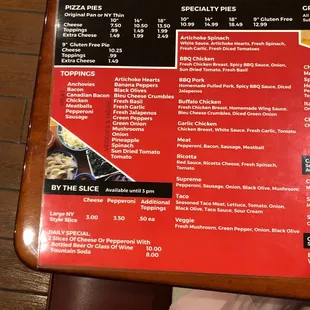 PIZZA PIES
Original Pan or NY Thin
10" 14" 18"
Cheese 7.50 10.50 13.50
Topping .99 1.49 1.99
Extra Cheese 1.49 1.99 2.99
9" Gluten Free Pie
Cheese 10.25
Topping .99
Extra Cheese 1.49
TOPPINGS
Anchovies
Bacon
Canadian Bacon
Chicken
Meatballs
Pepperoni
Sausage
Artichoke Hearts
Banana Peppers
Black Olives
Bleu Cheese Crumbles
Fresh Basil
Fresh Garlic
Fresh Jalapenos
Green Peppers
Green Onion
Mushrooms
Onion
Pineapple
Spinach
Sun Dried Tomato
Tomato
BY THE SLICE Available until 3 pm
Cheese Pepperoni Additional Toppings
Large NY Style Slice 3.00 3.50 .50 ea
DAILY SPECIAL:
2 Slices Of Cheese Or Pepperoni With
Bottled Beer Or Glass Of Wine 10.00
Fountain Soda 8.00
SPECIALTY PIES
10" 14" 18" 9" Gluten Free
10.99 14.99 18.99 12.99
Artichoke Spinach
White Sauce, Artichoke Hearts, Fresh Spinach,
Fresh Garlic, Fresh Diced Tomatoes
BBQ Chicken
Fresh Chicken Breast, Spicy BBQ Sauce, Onion,
Sun Dried Tomato, Fresh Basil
BBQ Pork
Homemade Pulled Pork, Spicy BBQ Sauce, Diced Onion
Buffalo Chicken
Fresh Chicken Breast, Homemade Wing Sauce,
Bleu Cheese Crumbles, Diced Green Onion
Garlic Chicken
Chicken Breast, White Sauce, Fresh Garlic
Meat
Pepperoni, Bacon, Sausage, Meatball
Ricotta
Red Sauce, Ricotta Cheese, Fresh Spinach,
Tomato
Supreme
Pepperoni, Sausage, Onion, Black Olive, Mushroom
Taco
Seasoned Taco Meat, Lettuce, Tomato, Onion,
Black Olive, Taco Sauce, Sour Cream
Veggie
Fresh Mushroom, Green Pepper, Onion, Black Olive